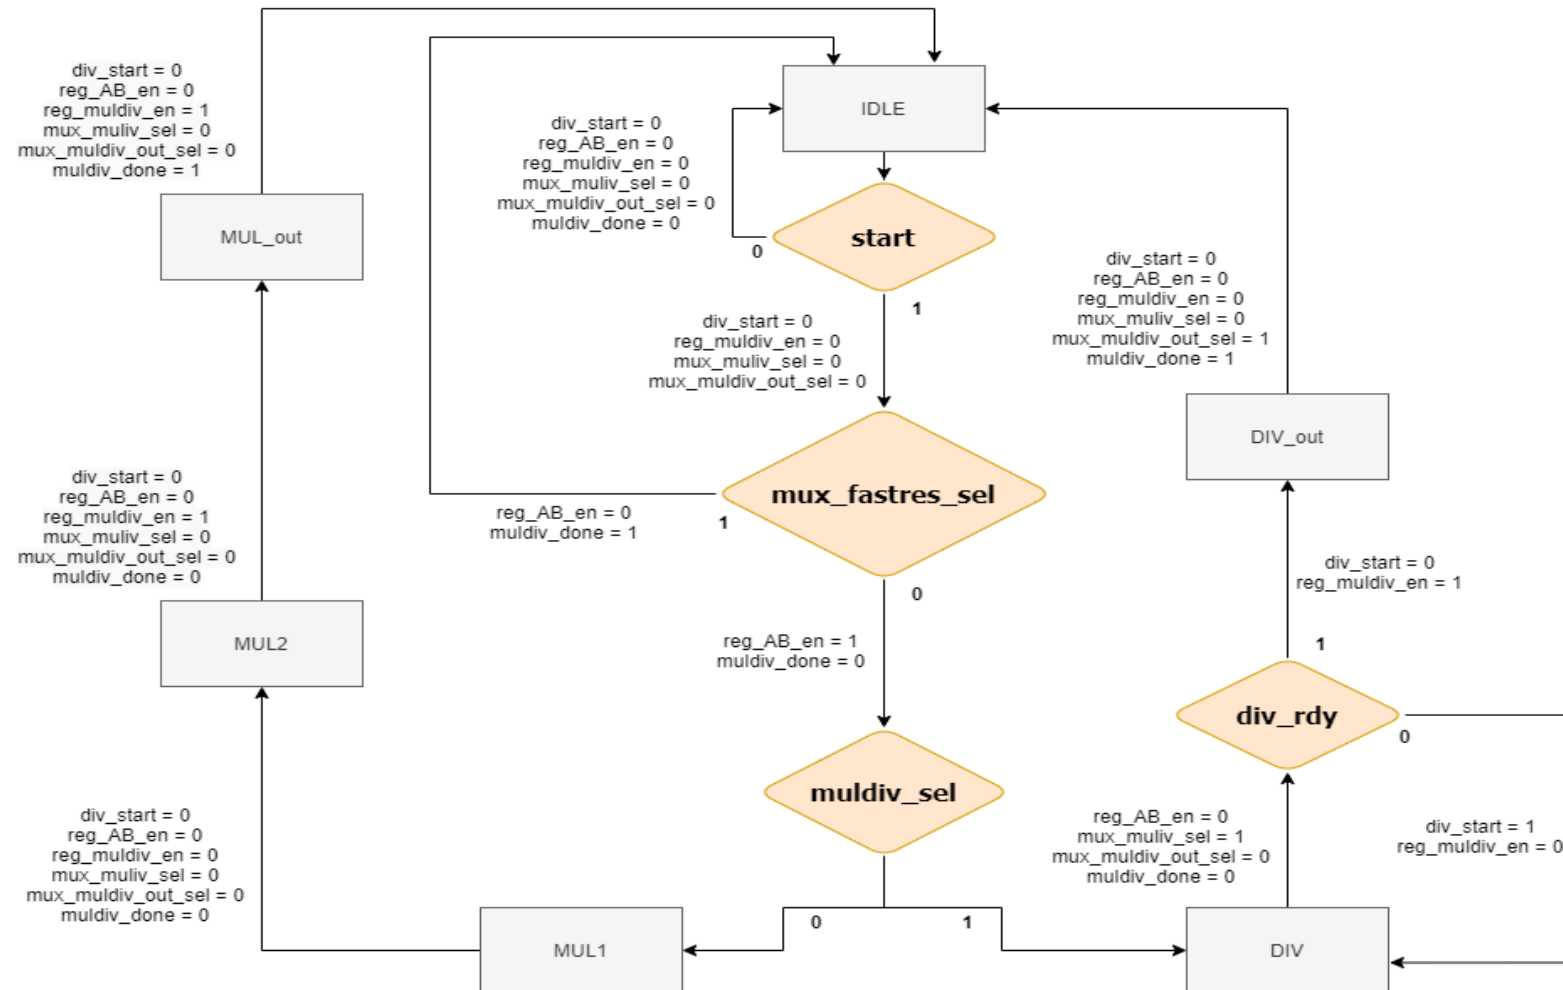 div_start = 0
reg_AB_en = 0
reg_muldiv_en = 1
mux_muliv_sel = 0
mux_muldiv_out_sel = 0
muldiv_done = 1
MUL_out
IDLE
div_start = 0
reg_AB_en = 0
reg_muldiv_en = 0
mux_muliv_sel = 0
mux_muldiv_out_sel = 0
muldiv_done = 0
start
0
1
div_start = 0
reg_muldiv_en = 0
mux_muliv_sel = 0
mux_muldiv_out_sel = 0
div_start = 0
reg_AB_en = 0
reg_muldiv_en = 0
mux_muliv_sel = 0
mux_muldiv_out_sel = 1
muldiv_done = 1
DIV_out
mux_fastres_sel
1
reg_AB_en = 0
muldiv_done = 1
0
div_start = 0
reg_AB_en = 0
reg_muldiv_en = 1
mux_muliv_sel = 0
mux_muldiv_out_sel = 0
muldiv_done = 0
MUL2
reg_AB_en = 1
muldiv_done = 0
div_start = 0
reg_muldiv_en = 1
1
div_rdy
0
muldiv_sel
div_start = 0
reg_AB_en = 0
reg_muldiv_en = 0
mux_muliv_sel = 0
mux_muldiv_out_sel = 0
muldiv_done = 0
reg_AB_en = 0
mux_muliv_sel = 1
mux_muldiv_out_sel = 0
muldiv_done = 0
div_start = 1
reg_muldiv_en = 0
0
1
MUL1
DIV